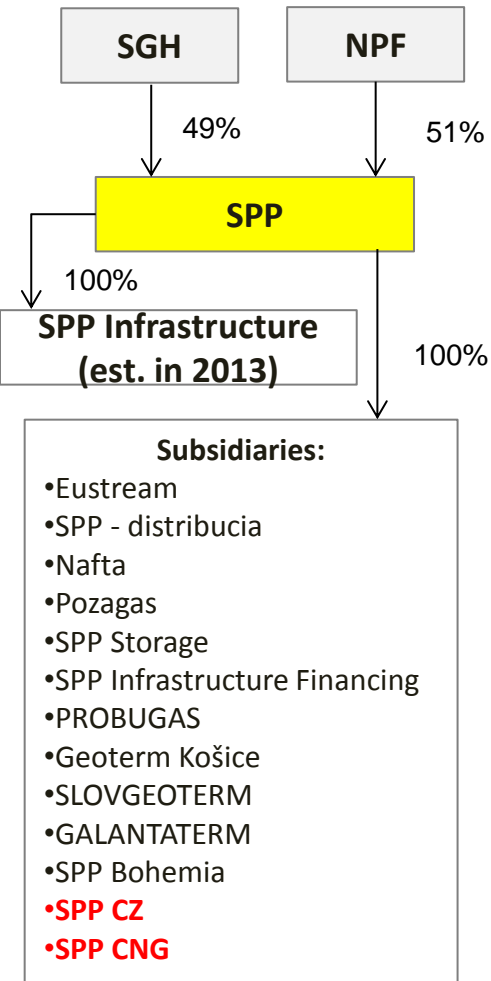 SGH
NPF
49%
51%
SPP
100%
SPP Infrastructure
(est. in 2013)
100%
Subsidiaries:
•Eustream
•SPP - distribucia
•Nafta
•Pozagas
•SPP Storage
•SPP Infrastructure Financing
•PROBUGAS
•Geoterm Košice
•SLOVGEOTERM
•GALANTATERM
•SPP Bohemia
•SPP CZ
•SPP CNG